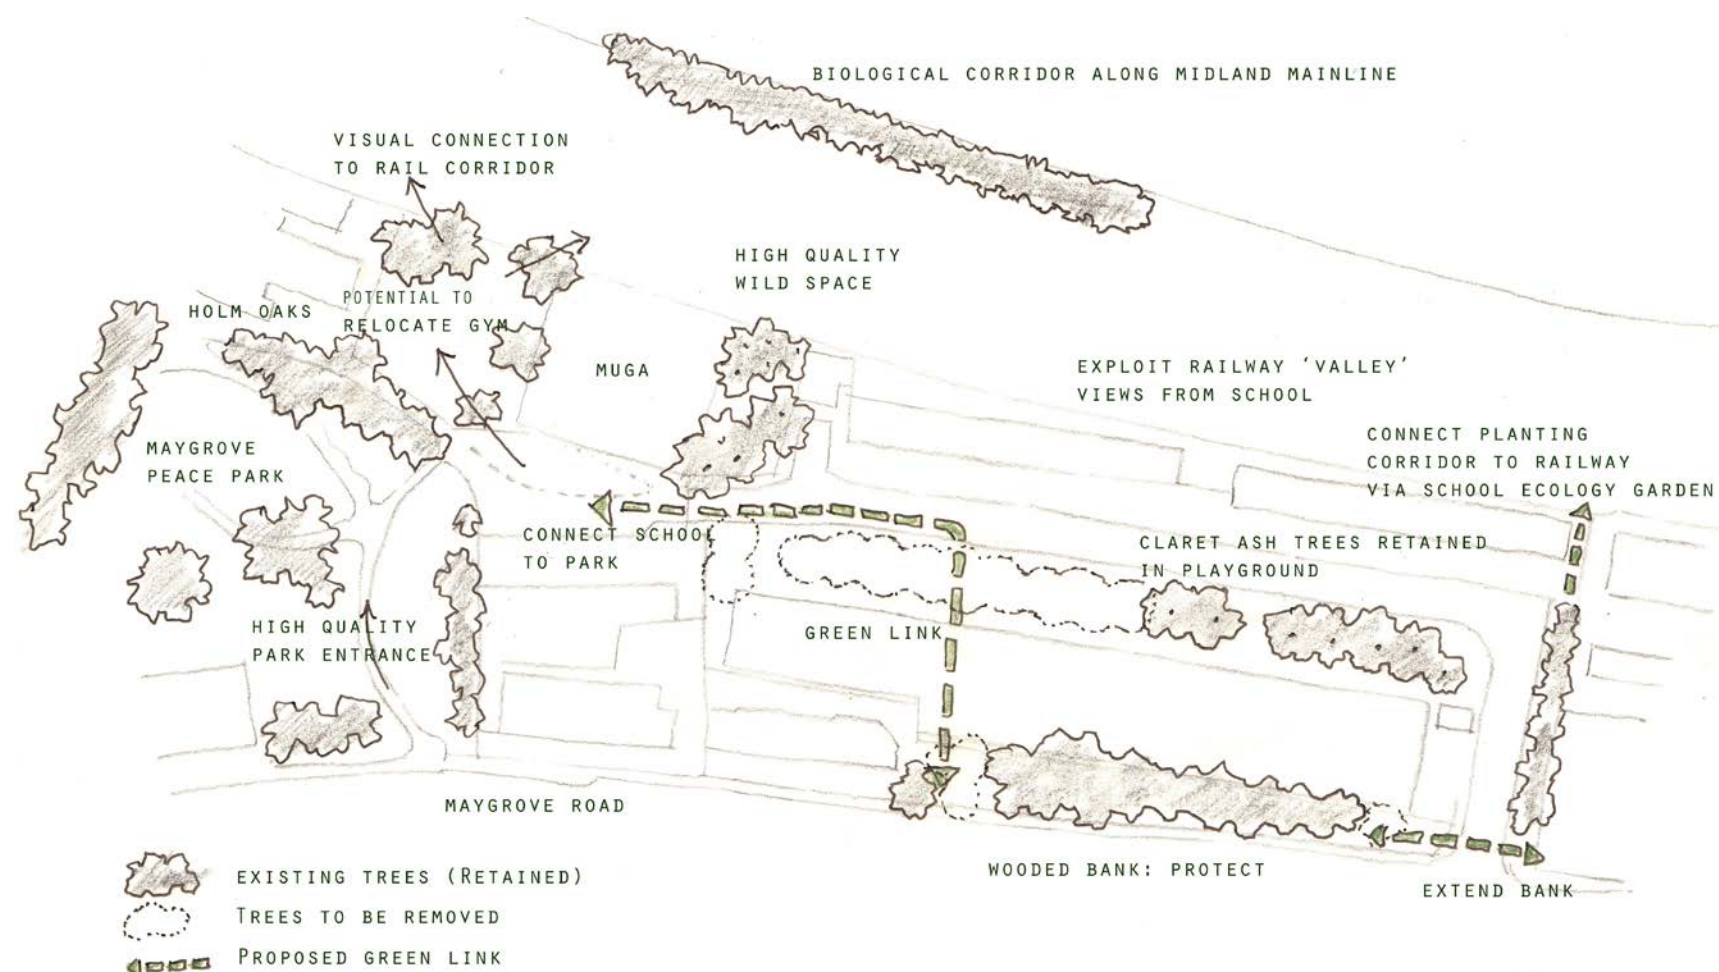 BIOLOGICAL CORRIDOR ALONG MIDLAND MAINLINE
VISUAL CONNECTION
TO RAIL CORRIDOR
HIGH QUALITY
WILD SPACE
HOLM OAKS
POTENTIAL TO
RELOCATE GYM
MUGA
EXPLOIT RAILWAY ‘VALLEY’
VIEWS FROM SCHOOL
MAYGROVE
PEACE PARK
CONNECT PLANTING
CORRIDOR TO RAILWAY
VIA SCHOOL ECOLOGY GARDEN
CONNECT SCHOOL
TO PARK
CLARET ASH TREES RETAINED
IN PLAYGROUND
HIGH QUALITY
PARK ENTRANCE
GREEN LINK
MAYGROVE ROAD
WOODED BANK: PROTECT
EXTEND BANK
EXISTING TREES (RETAINED)
TREES TO BE REMOVED
PROPOSED GREEN LINK